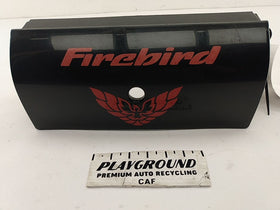 Firebird
PLAYGROUND
PREMIUM AUTO RECYCLING
CAF